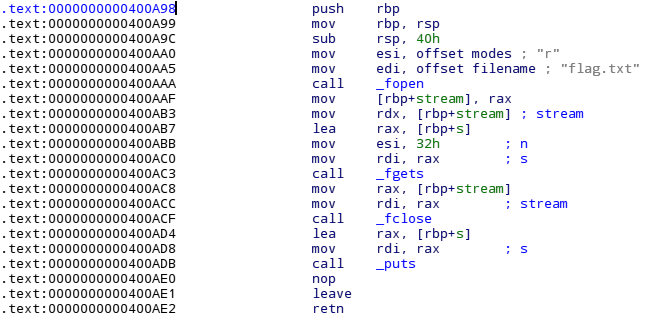 .text:0000000000400A98 push rbp
.text:0000000000400A99 mov rbp, rsp
.text:0000000000400A9C sub rsp, 40h
.text:0000000000400AA0 mov esi, offset modes ; "r"
.text:0000000000400AA5 mov edi, offset filename ; "flag.txt"
.text:0000000000400AAA call _fopen
.text:0000000000400AAF mov [rbp+stream], rax
.text:0000000000400AB3 mov rdx, [rbp+stream] ; stream
.text:0000000000400AB7 lea rax, [rbp+s]
.text:0000000000400ABB mov esi, 32h ; n
.text:0000000000400AC0 mov rdi, rax ; s
.text:0000000000400AC3 call _fgets
.text:0000000000400AC8 mov rax, [rbp+stream]
.text:0000000000400ACC mov rdi, rax ; stream
.text:0000000000400ACF call _fclose
.text:0000000000400AD4 lea rax, [rbp+s]
.text:0000000000400AD8 mov rdi, rax ; s
.text:0000000000400ADB call _puts
.text:0000000000400AE0 nop
.text:0000000000400AE1 leave
.text:0000000000400AE2 retn